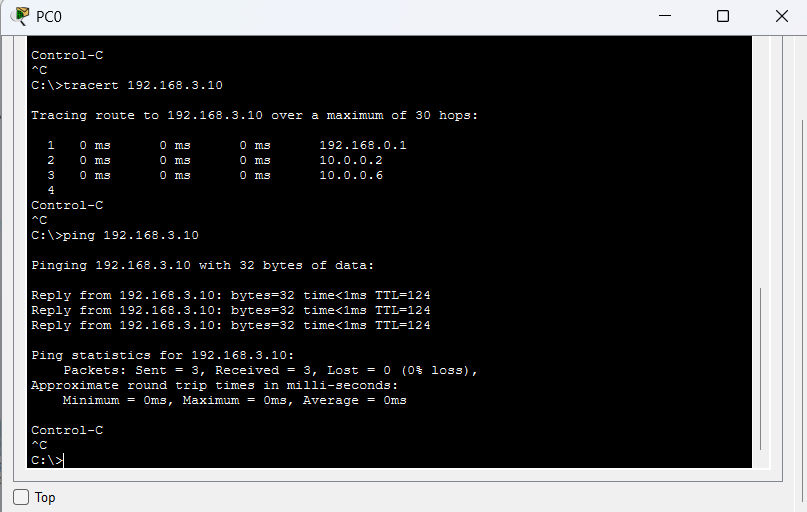 PC0
Control-C
^C
C:\>tracert 192.168.3.10
Tracing route to 192.168.3.10 over a maximum of 30 hops:
1 0 ms 0 ms 0 ms 192.168.0.1
2 0 ms 0 ms 0 ms 10.0.0.2
3 0 ms 0 ms 0 ms 10.0.0.6
4
Control-C
^C
C:\>ping 192.168.3.10
Pinging 192.168.3.10 with 32 bytes of data:
Reply from 192.168.3.10: bytes=32 time<1ms TTL=124
Reply from 192.168.3.10: bytes=32 time<1ms TTL=124
Reply from 192.168.3.10: bytes=32 time<1ms TTL=124
Ping statistics for 192.168.3.10:
Packets: Sent = 3, Received = 3, Lost = 0 (0% loss),
Approximate round trip times in milli-seconds:
Minimum = 0ms, Maximum = 0ms, Average = 0ms
Control-C
^C
C:\>
Top